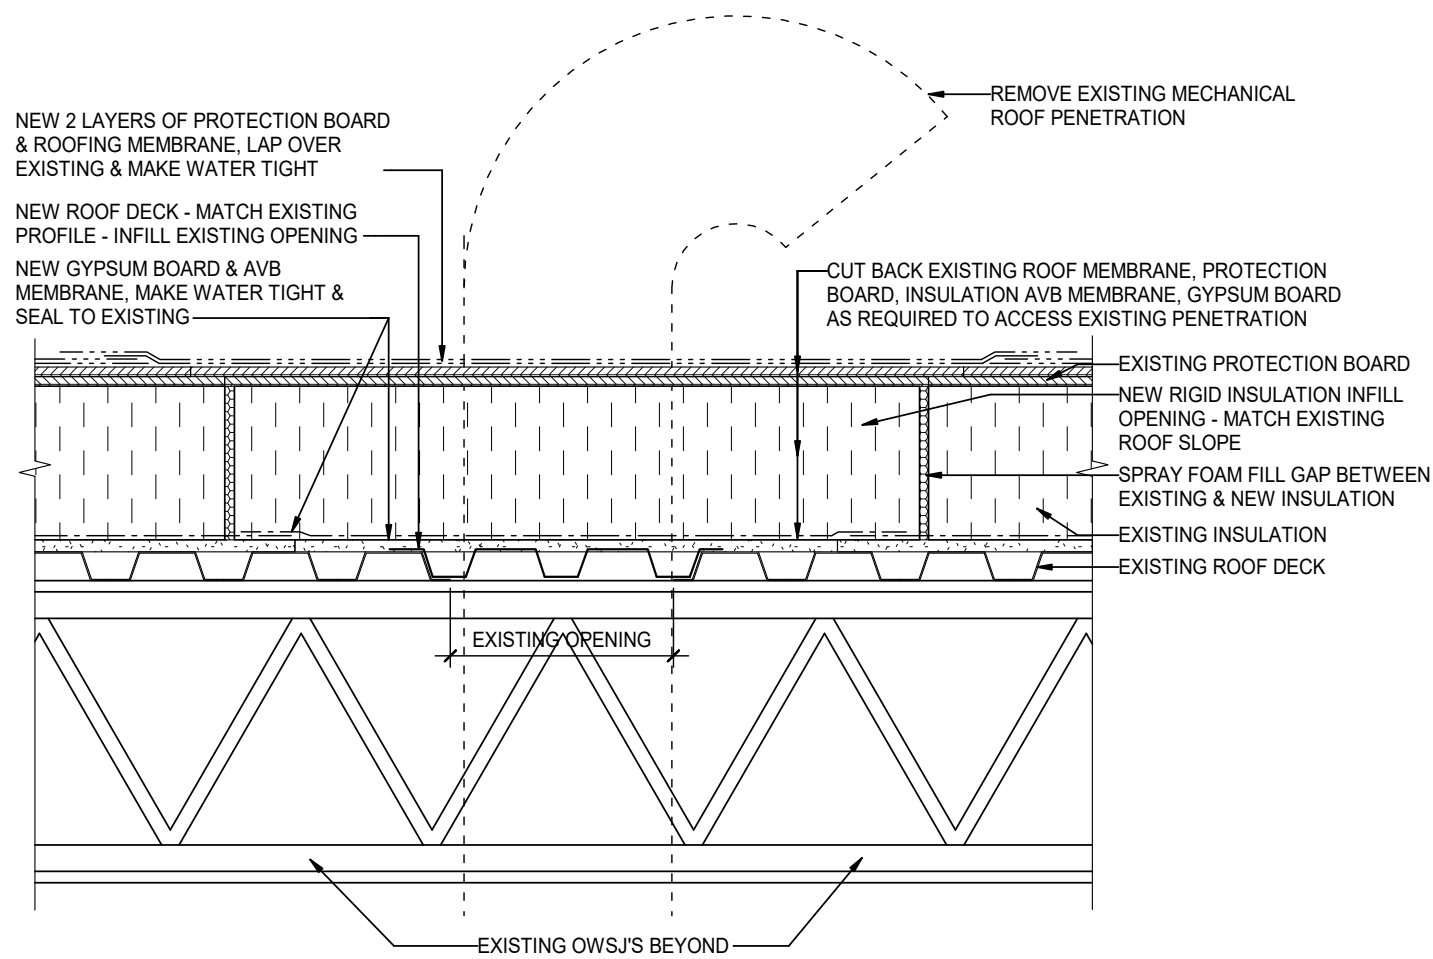 REMOVE EXISTING MECHANICAL
ROOF PENETRATION
NEW 2 LAYERS OF PROTECTION BOARD
& ROOFING MEMBRANE, LAP OVER
EXISTING & MAKE WATER TIGHT
NEW ROOF DECK - MATCH EXISTING
PROFILE - INFILL EXISTING OPENING
NEW GYPSUM BOARD & AVB
MEMBRANE, MAKE WATER TIGHT &
SEAL TO EXISTING
CUT BACK EXISTING ROOF MEMBRANE, PROTECTION
BOARD, INSULATION AVB MEMBRANE, GYPSUM BOARD
AS REQUIRED TO ACCESS EXISTING PENETRATION
EXISTING PROTECTION BOARD
NEW RIGID INSULATION INFILL
OPENING - MATCH EXISTING
ROOF SLOPE
SPRAY FOAM FILL GAP BETWEEN
EXISTING & NEW INSULATION
EXISTING INSULATION
EXISTING ROOF DECK
EXISTING OPENING
EXISTING OWSJ'S BEYOND